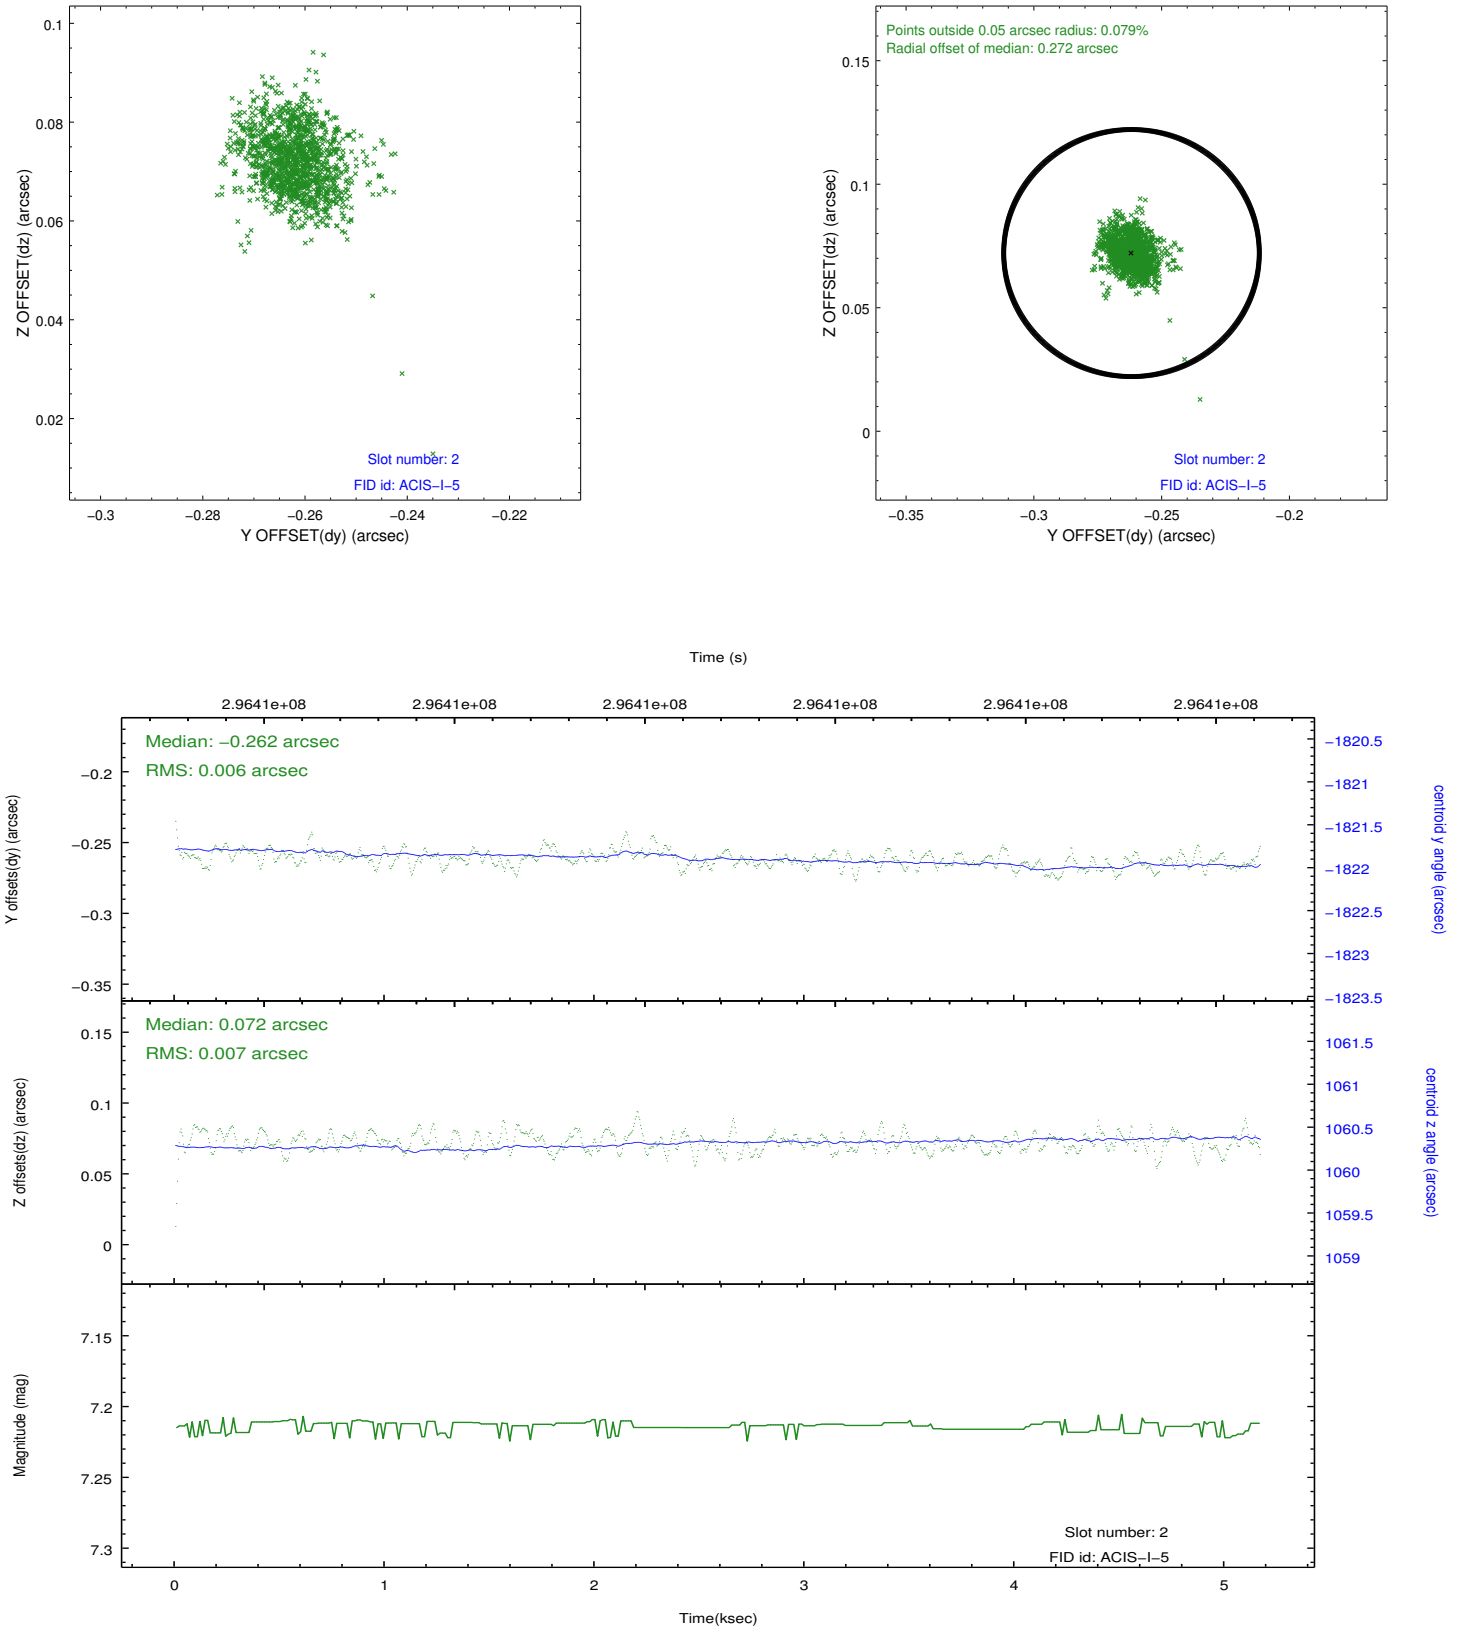 0.1
0.08
0.06
0.04
0.02
Z OFFSET(dz) (arcsec)
−0.3
−0.28
−0.26
−0.24
−0.22
Y OFFSET(dy) (arcsec)
Slot number: 2
FID id: ACIS−I−5
Points outside 0.05 arcsec radius: 0.079%
Radial offset of median: 0.272 arcsec
0.15
0.1
0.05
0
Z OFFSET(dz) (arcsec)
Slot number: 2
FID id: ACIS−I−5
−0.35
−0.3
−0.25
−0.2
Y OFFSET(dy) (arcsec)
Time (s)
2.9641e+08
2.9641e+08
2.9641e+08
2.9641e+08
2.9641e+08
2.9641e+08
Median: −0.262 arcsec
RMS: 0.006 arcsec
−0.2
−0.25
−0.3
−0.35
Y offsets(dy) (arcsec)
−1820.5
−1821
−1821.5
−1822
−1822.5
−1823
−1823.5
centroid y angle (arcsec)
Median: 0.072 arcsec
RMS: 0.007 arcsec
0.15
0.1
0.05
0
Z offsets(dz) (arcsec)
1061.5
1061
1060.5
1060
1059.5
1059
centroid z angle (arcsec)
7.15
7.2
7.25
7.3
Magnitude (mag)
Slot number: 2
FID id: ACIS−I−5
0
1
2
3
4
5
Time(ksec)